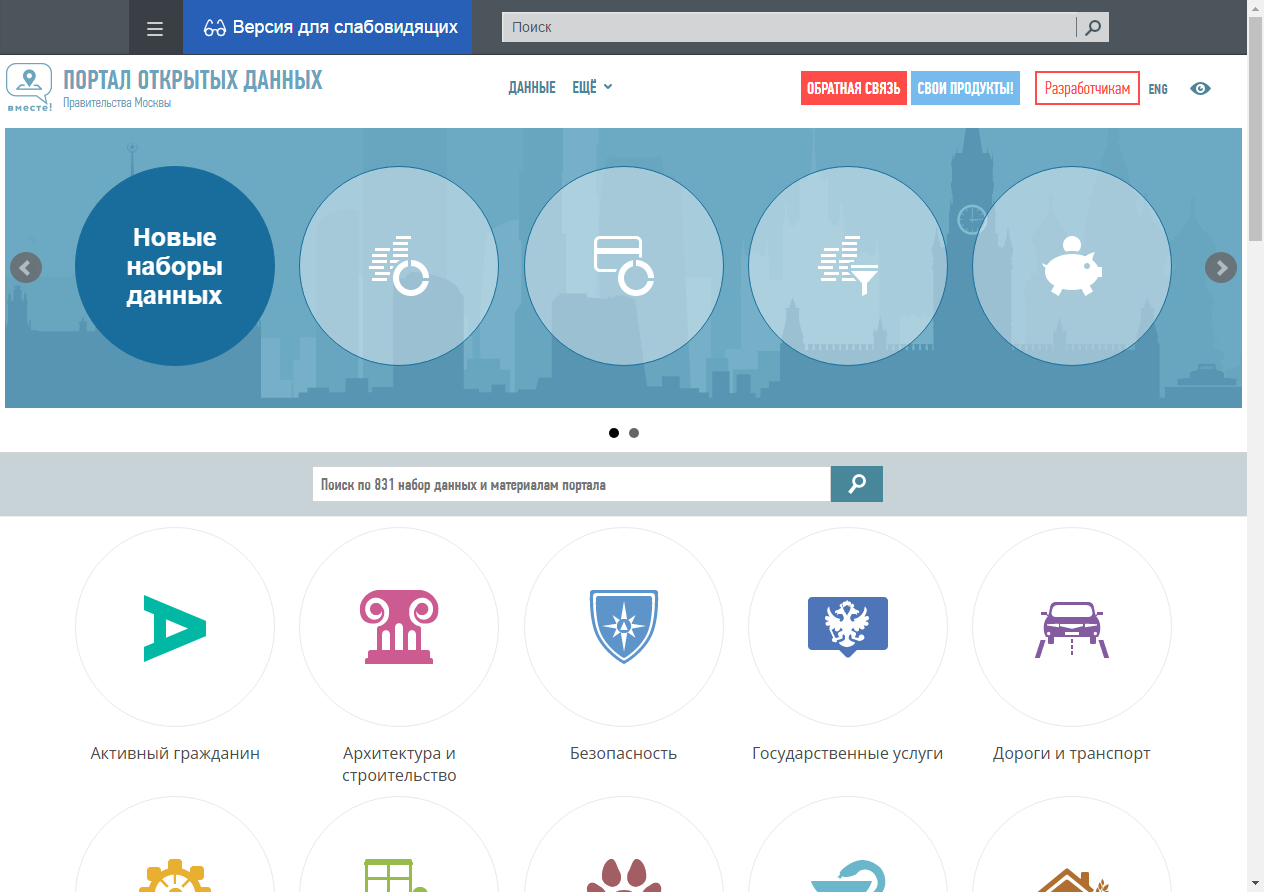 Версия для слабовидящих
Поиск
вместе!
ПОРТАЛ ОТКРЫТЫХ ДАННЫХ
Правительства Москвы
ДАННЫЕ
ЕЩЁ
ОБРАТНАЯ СВЯЗЬ
СВОИ ПРОДУКТЫ!
Разработчикам
ENG
Новые
наборы
данных
Поиск по 831 набор данных и материалам портала
Активный гражданин
Архитектура и
строительство
Безопасность
Государственные услуги
Дороги и транспорт